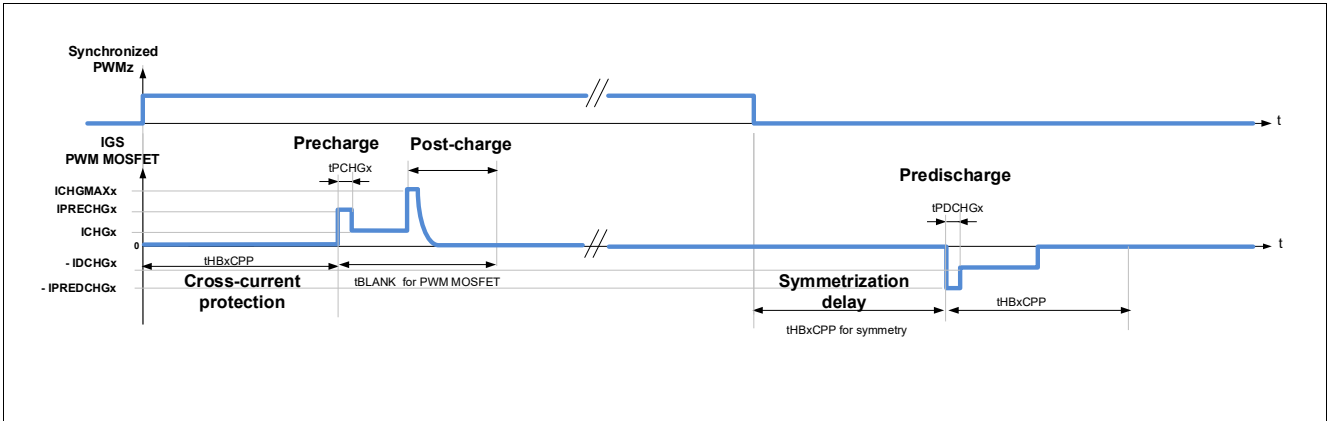 Synchronized
PWMz
t
IGS
PWM MOSFET
Precharge
Post-charge
tPCHGx
Predischarge
tPDCHGx
ICHGMAXx
IPRECHGx
ICHGx
0
t
- IDCHGx
- IPREDCHGx
tHBxCPP
Cross-current
protection
tBLANK for PWM MOSFET
Symmetrization
delay
tHBxCPP
tHBxCPP for symmetry